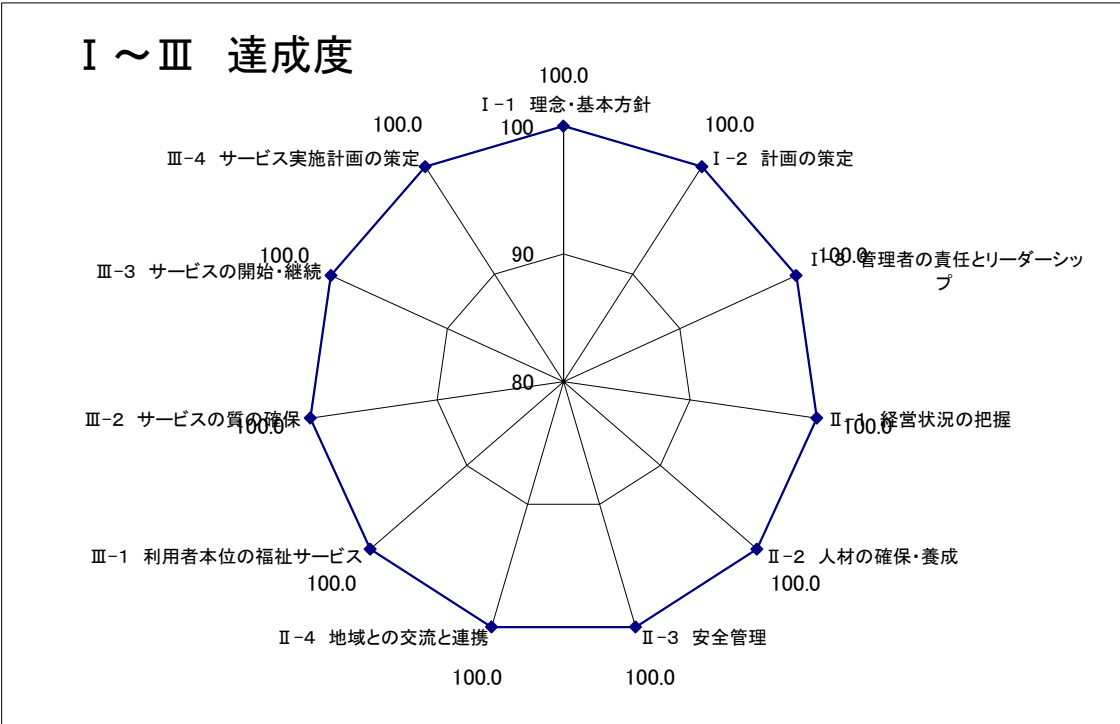 Ⅰ～Ⅲ 達成度
100.0
Ⅰ-1 理念・基本方針
100
100.0
Ⅰ-2 計画の策定
100.0
Ⅰ-3 管理者の責任とリーダーシッ
プ
100.0
Ⅱ-1 経営状況の把握
100.0
Ⅱ-2 人材の確保・養成
100.0
Ⅱ-3 安全管理
100.0
Ⅱ-4 地域との交流と連携
100.0
Ⅲ-1 利用者本位の福祉サービス
100.0
Ⅲ-2 サービスの質の確保
100.0
Ⅲ-3 サービスの開始・継続
100.0
Ⅲ-4 サービス実施計画の策定
100.0
90
80